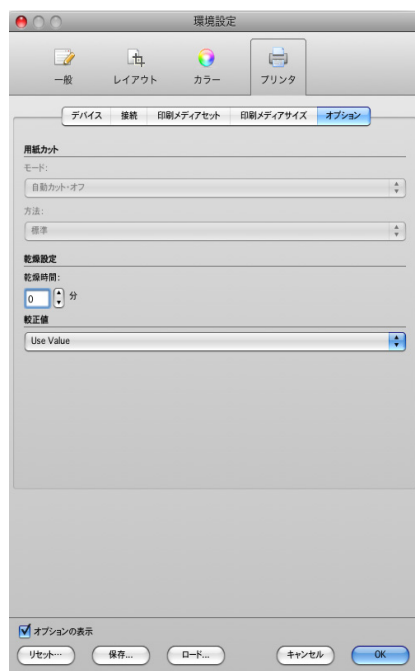 環境設定
一般 レイアウト カラー プリンタ
デバイス 接続 印刷メディアセット 印刷メディアサイズ オプション
用紙カット
モード:
自動カット・オフ
方法:
標準
乾燥設定
乾燥時間:
0 分
較正値
Use Value
オプションの表示
リセット… 保存... ロード... キャンセル OK